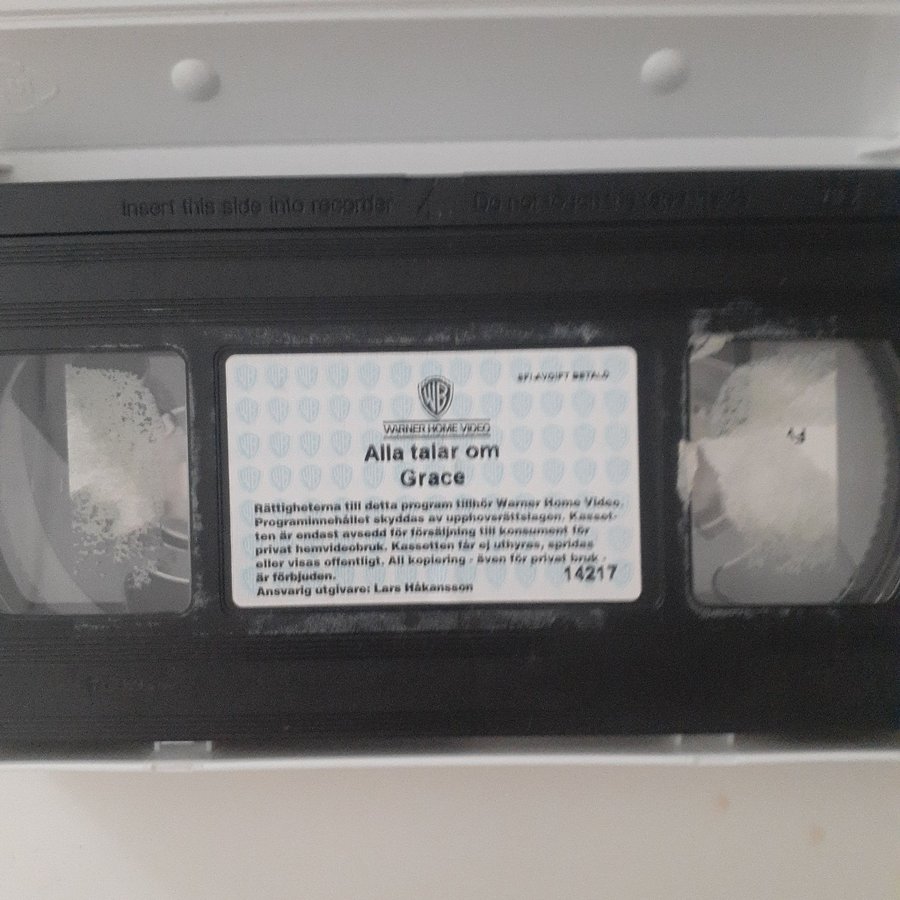 Insert this side into recorder
Do not
SFI-AVGIFT BETALD
WB
WARNER HOME VIDEO
Alla talar om
Grace
Rättigheterna till detta program tillhör Warner Home Video.
Programinnehållet skyddas av upphovsrättslagen. Kasset-
ten är endast avsedd för försäljning till konsument för
privat hemvideobruk. Kassetten får ej uthyras, spridas
eller visas offentligt. All kopiering - även för privat bruk -
är förbjuden.
14217
Ansvarig utgivare: Lars Håkansson